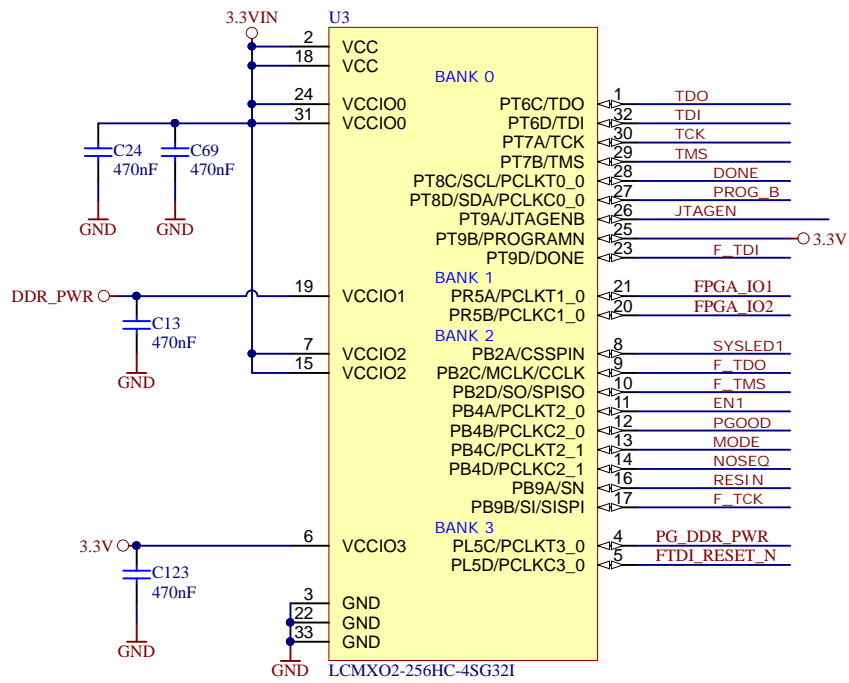 3.3VIN
U3
2 VCC
18 VCC
BANK 0
24 VCCIO0
PT6C/TDO 1 TDO
31 VCCIO0
PT6D/TDI 32 TDI
PT7A/TCK 30 TCK
C24
470nF
C69
470nF
PT7B/TMS 29 TMS
PT8C/SCL/PCLKT0_0 28 DONE
PT8D/SDA/PCLKC0_0 27 PROG_B
PT9A/JTAGENB 26 JTAGEN
GND
GND
PT9B/PROGRAMN 25 3.3V
PT9D/DONE 23 F_TDI
BANK 1
DDR_PWR
19 VCCIO1
PR5A/PCLKT1_0 21 FPGA_IO1
PR5B/PCLKC1_0 20 FPGA_IO2
C13
470nF
BANK 2
7 VCCIO2
PB2A/CSSPIN 8 SYSLED1
15 VCCIO2
PB2C/MCLK/CCLK 9 F_TDO
GND
PB2D/SO/SPISO 10 F_TMS
PB4A/PCLKT2_0 11 EN1
PB4B/PCLKC2_0 12 PGOOD
PB4C/PCLKT2_1 13 MODE
PB4D/PCLKC2_1 14 NOSEQ
PB9A/SN 16 RESIN
PB9B/SI/SISPI 17 F_TCK
BANK 3
3.3V
6 VCCIO3
PL5C/PCLKT3_0 4 PG_DDR_PWR
PL5D/PCLKC3_0 5 FTDI_RESET_N
C123
470nF
3 GND
22 GND
33 GND
GND
GND
LCMXO2-256HC-4SG32I